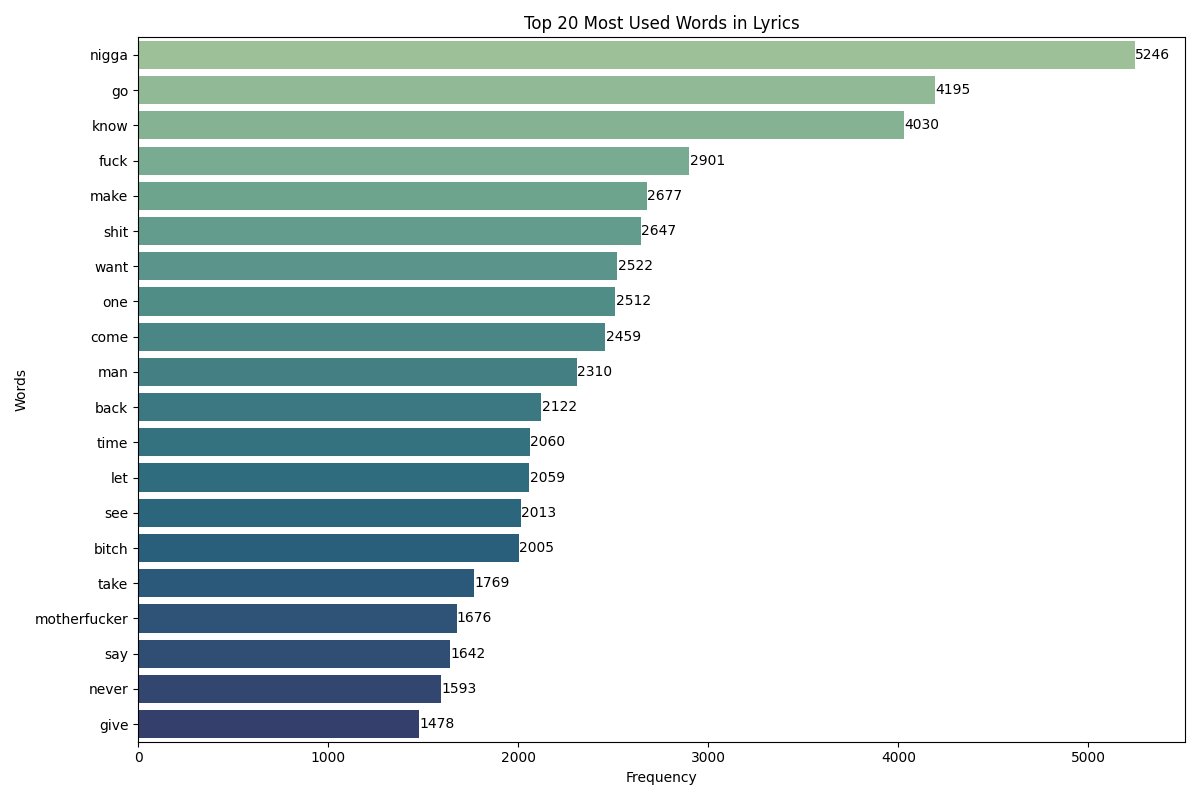 Top 20 Most Used Words in Lyrics
nigga 5246
go 4195
know 4030
fuck 2901
make 2677
shit 2647
want 2522
one 2512
come 2459
man 2310
back 2122
time 2060
let 2059
see 2013
bitch 2005
take 1769
motherfucker 1676
say 1642
never 1593
give 1478
Words
0 1000 2000 3000 4000 5000
Frequency